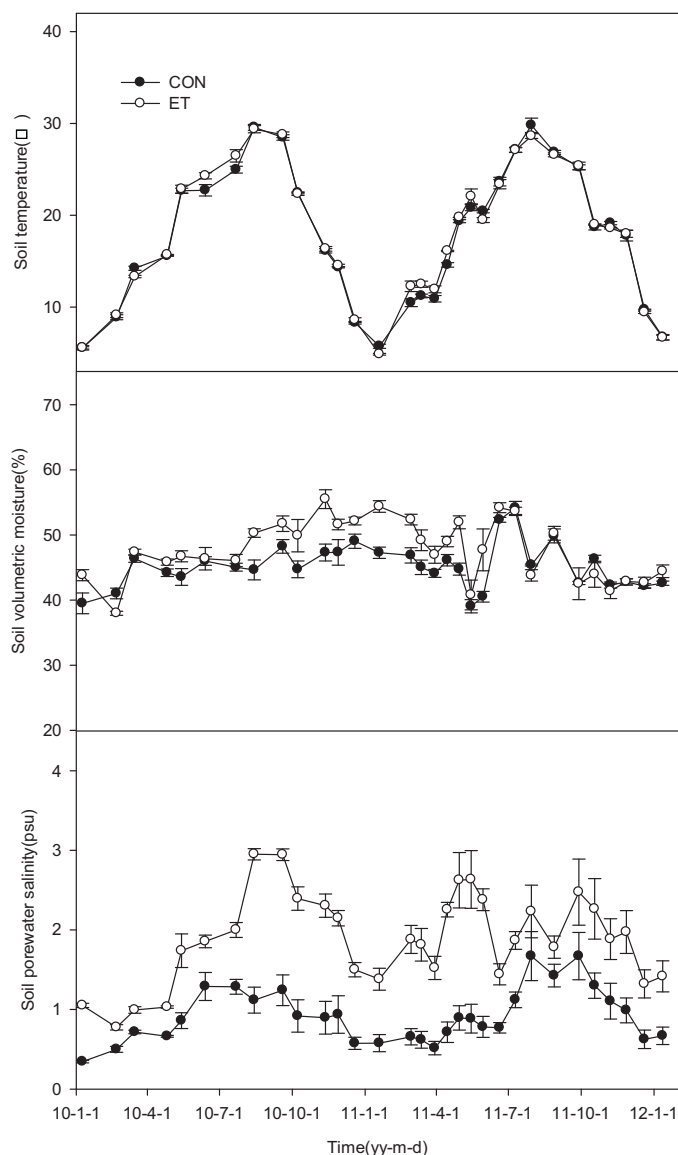 40
30
20
10
CON
ET
Soil temperature(□ )
70
60
50
40
30
20
Soil volumetric moisture(%)
4
3
2
1
0
Soil porewater salinity(psu)
10-1-1 10-4-1 10-7-1 10-10-1 11-1-1 11-4-1 11-7-1 11-10-1 12-1-1
Time(yy-m-d)